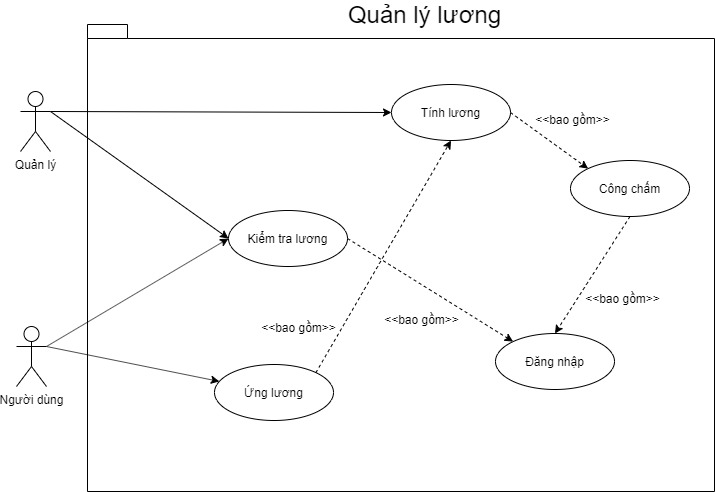 Quản lý lương
Tính lương
<<bao gồm>>
Quản lý
Công chấm
Kiểm tra lương
<<bao gồm>>
<<bao gồm>>
<<bao gồm>>
Đăng nhập
Người dùng
Ứng lương